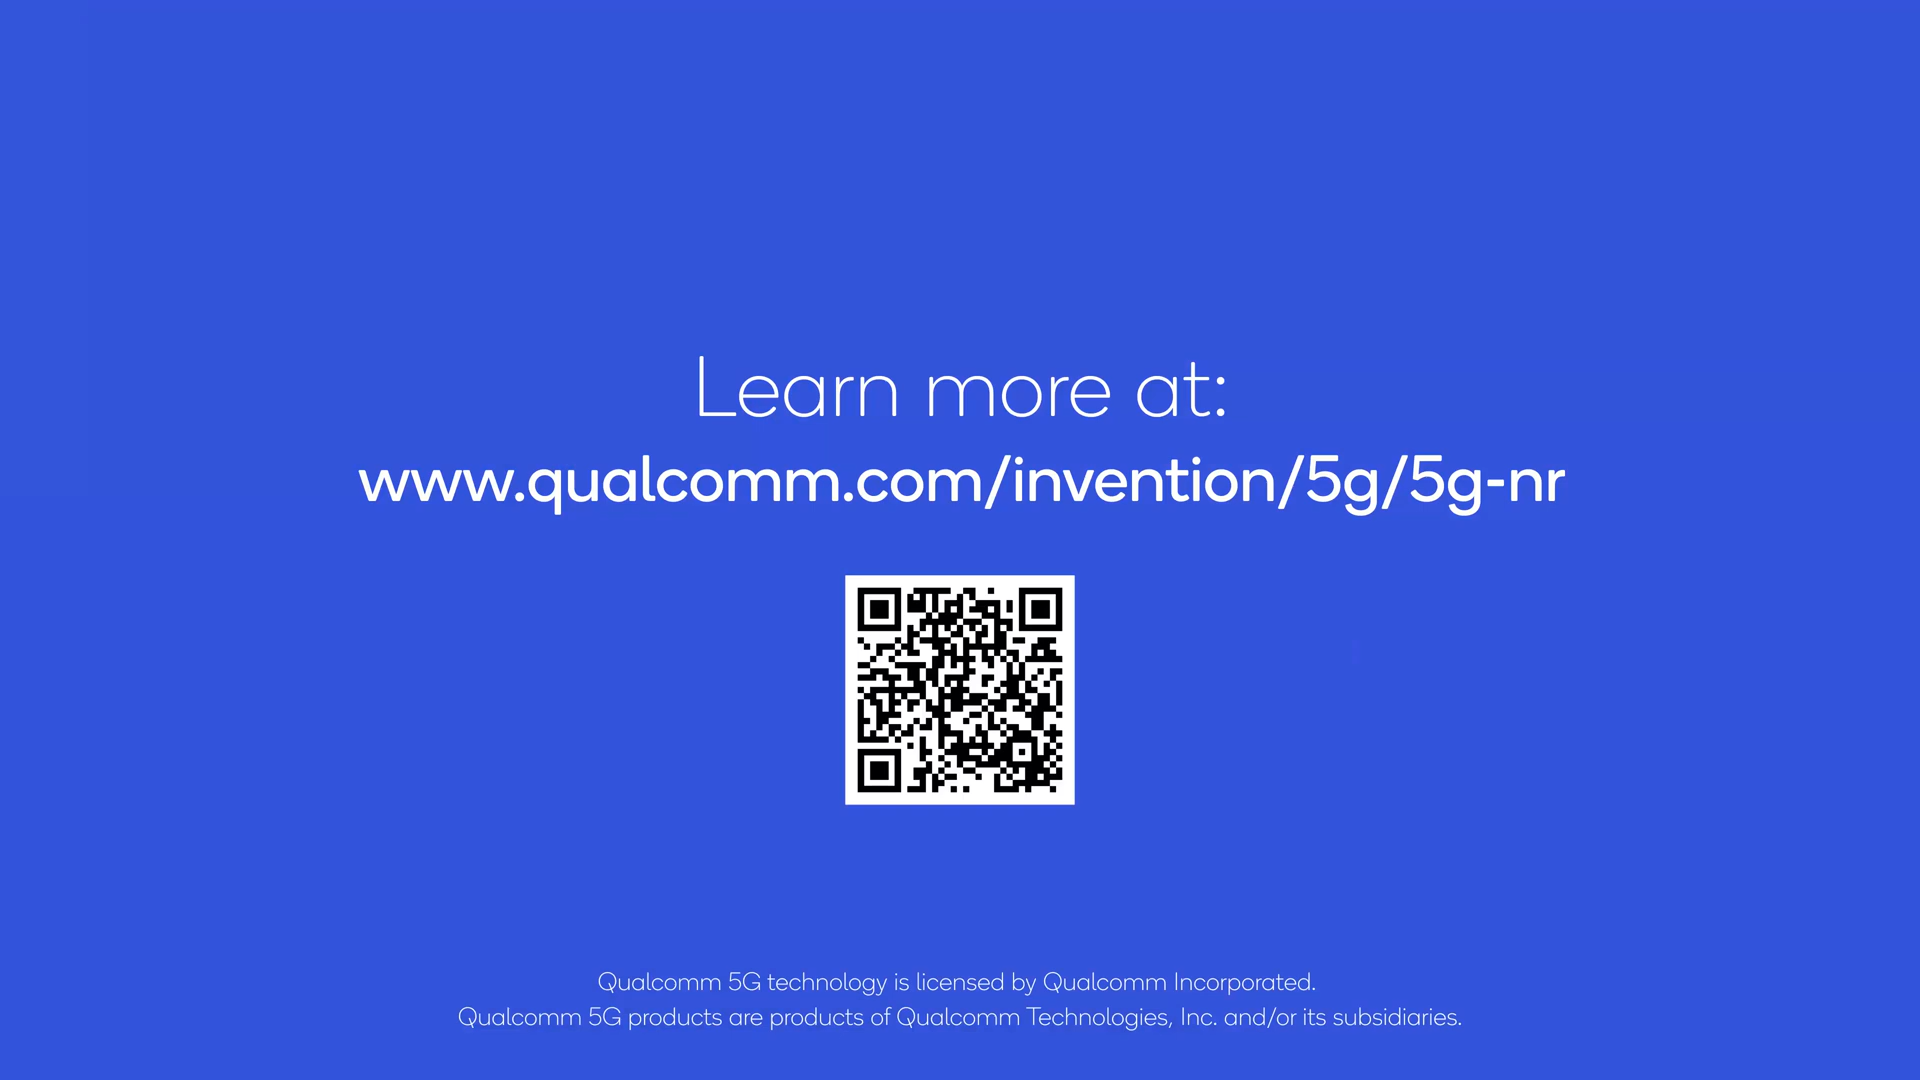 Learn more at:
www.qualcomm.com/invention/5g/5g-nr
Qualcomm 5G technology is licensed by Qualcomm Incorporated.
Qualcomm 5G products are products of Qualcomm Technologies, Inc. and/or its subsidiaries.